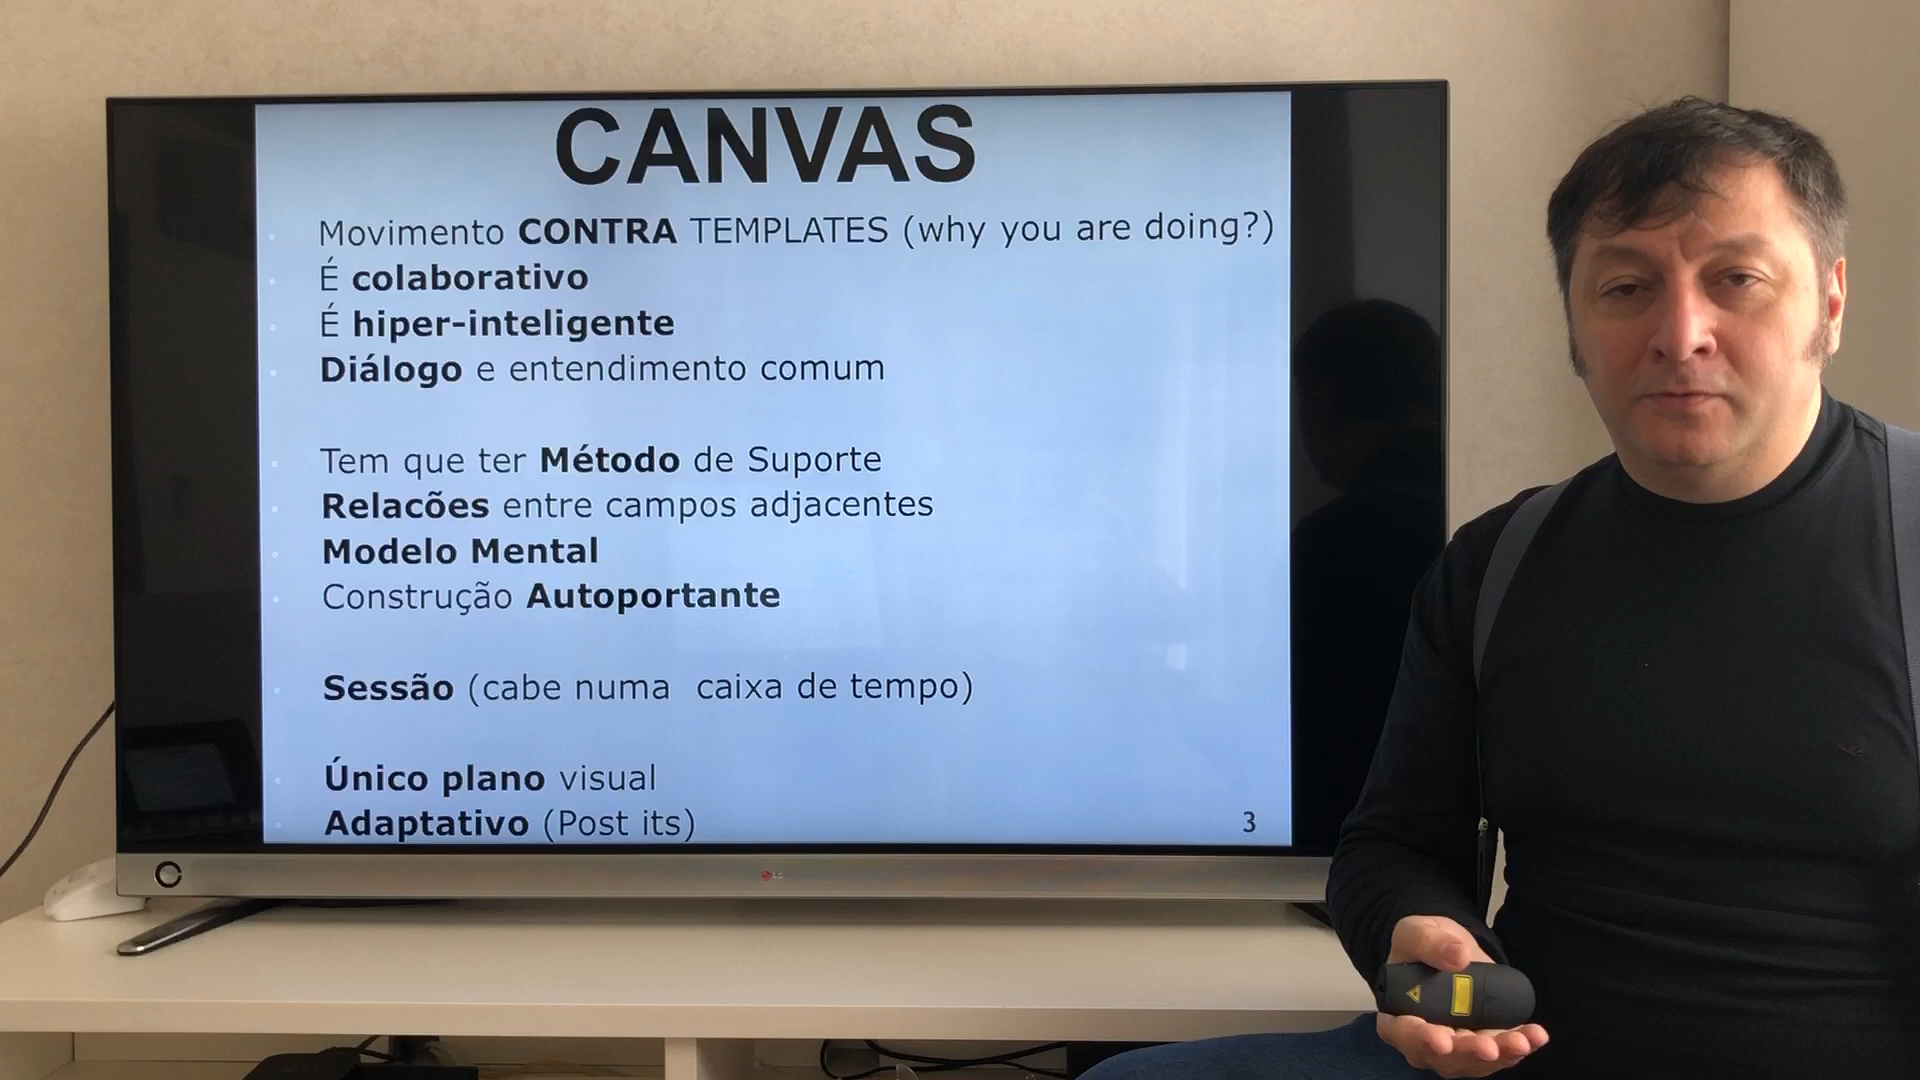 CANVAS
Movimento CONTRA TEMPLATES (why you are doing?)
É colaborativo
É hiper-inteligente
Diálogo e entendimento comum
Tem que ter Método de Suporte
Relacões entre campos adjacentes
Modelo Mental
Construção Autoportante
Sessão (cabe numa caixa de tempo)
Único plano visual
Adaptativo (Post its)
3
LG